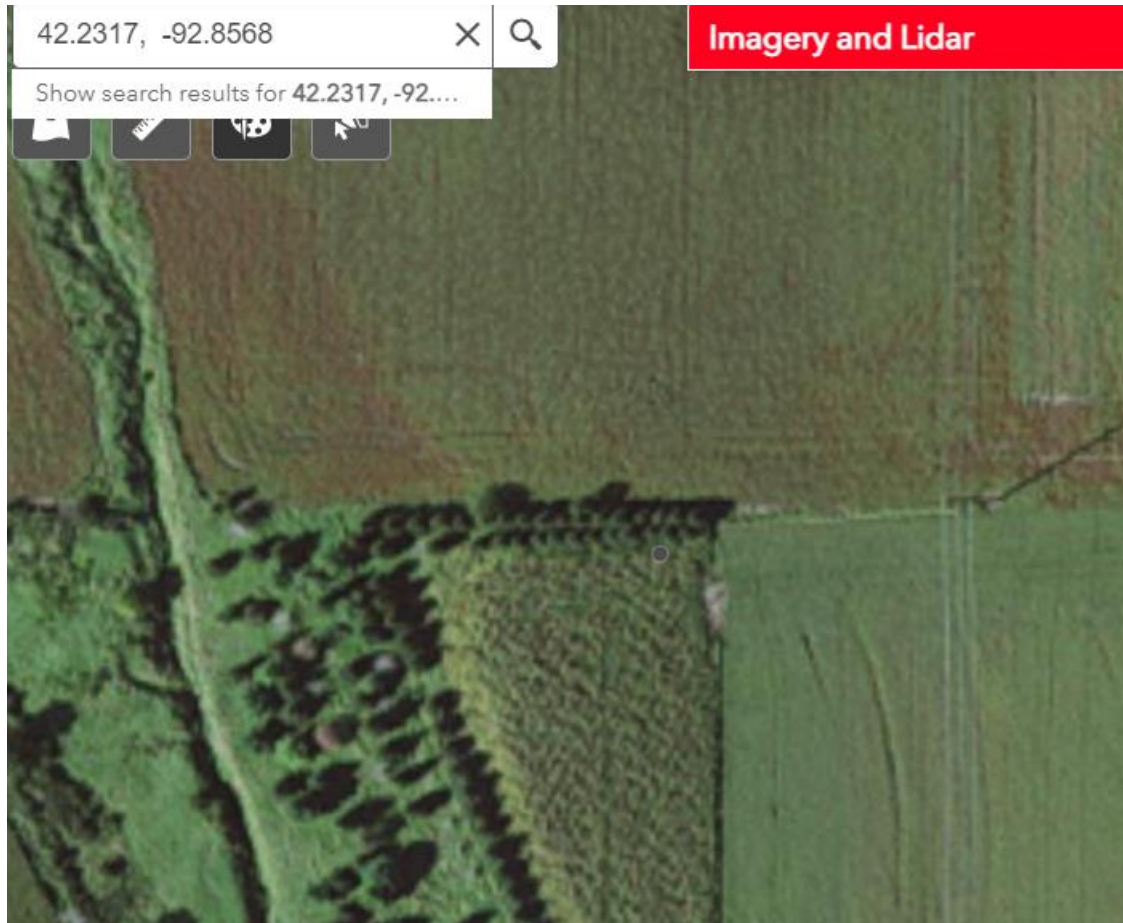 42.2317, -92.8568
Imagery and Lidar
Show search results for 42.2317, -92....